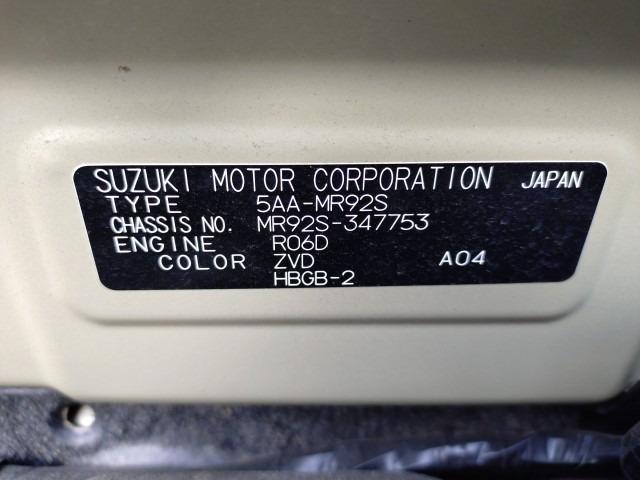 SUZUKI MOTOR CORPORATION JAPAN
TYPE 5AA-MR92S
CHASSIS NO. MR92S-347753
ENGINE R06D
COLOR ZVD A04
HBGB-2